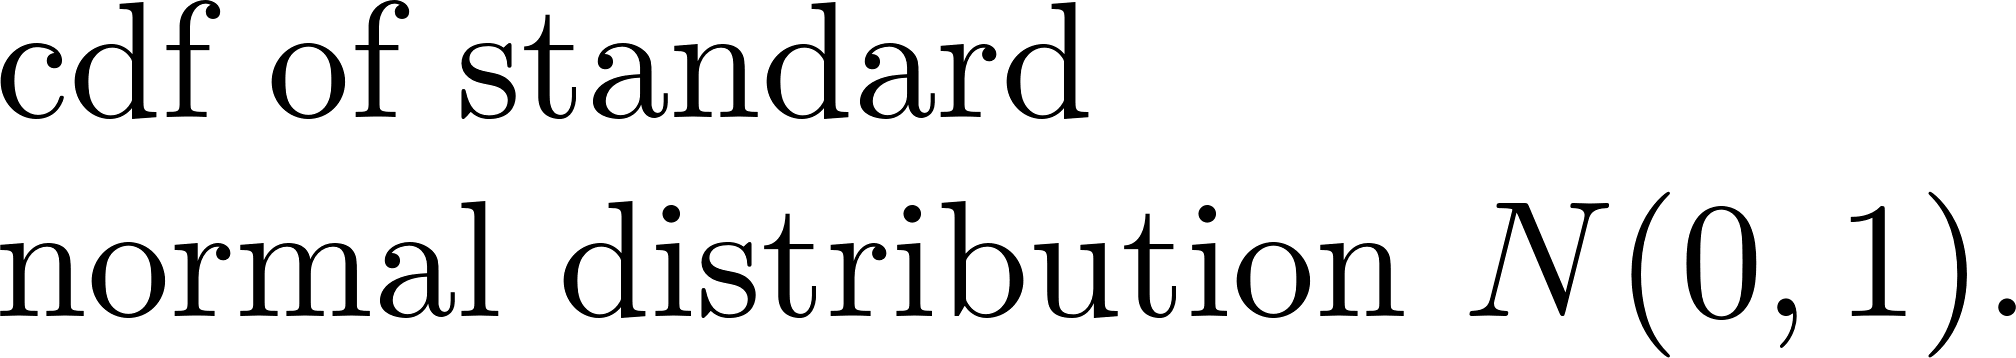 cdf of standard
normal distribution N(0, 1).